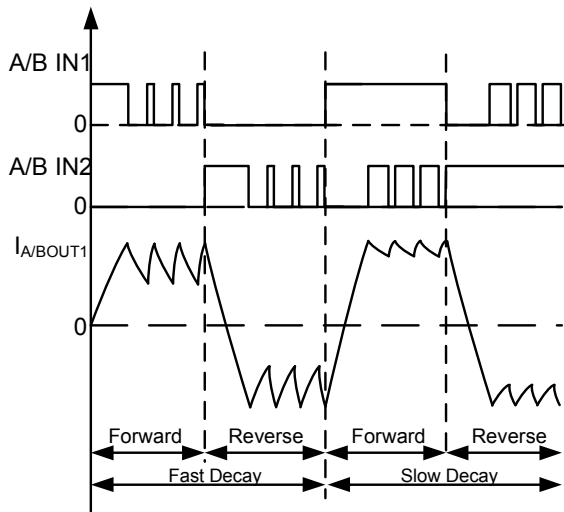 A/B IN1
0
A/B IN2
0
IA/BOUT1
0
Forward Reverse Forward Reverse
Fast Decay Slow Decay